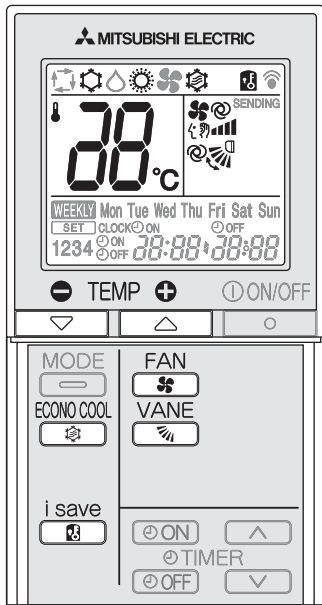 MITSUBISHI ELECTRIC
SENDING
88°C
WEEKLY Mon Tue Wed Thu Fri Sat Sun
SET CLOCK ON OFF
1234 ON 88:88 88:88
OFF
TEMP ON/OFF
MODE FAN
ECONO COOL VANE
i save
ON
TIMER
OFF